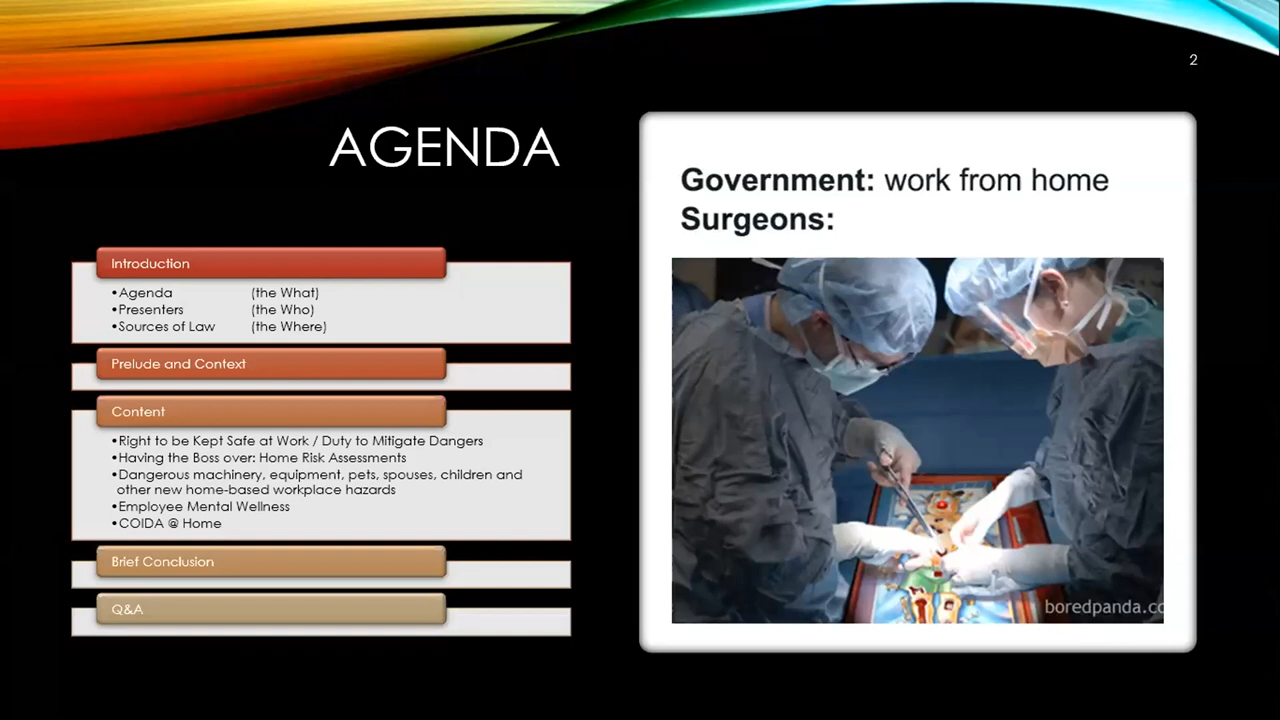 2
AGENDA
Introduction
•Agenda (the What)
•Presenters (the Who)
•Sources of Law (the Where)
Prelude and Context
Content
•Right to be Kept Safe at Work / Duty to Mitigate Dangers
•Having the Boss over: Home Risk Assessments
•Dangerous machinery, equipment, pets, spouses, children and
other new home-based workplace hazards
•Employee Mental Wellness
•COIDA @ Home
Brief Conclusion
Q&A
Government: work from home
Surgeons:
boredpanda.co